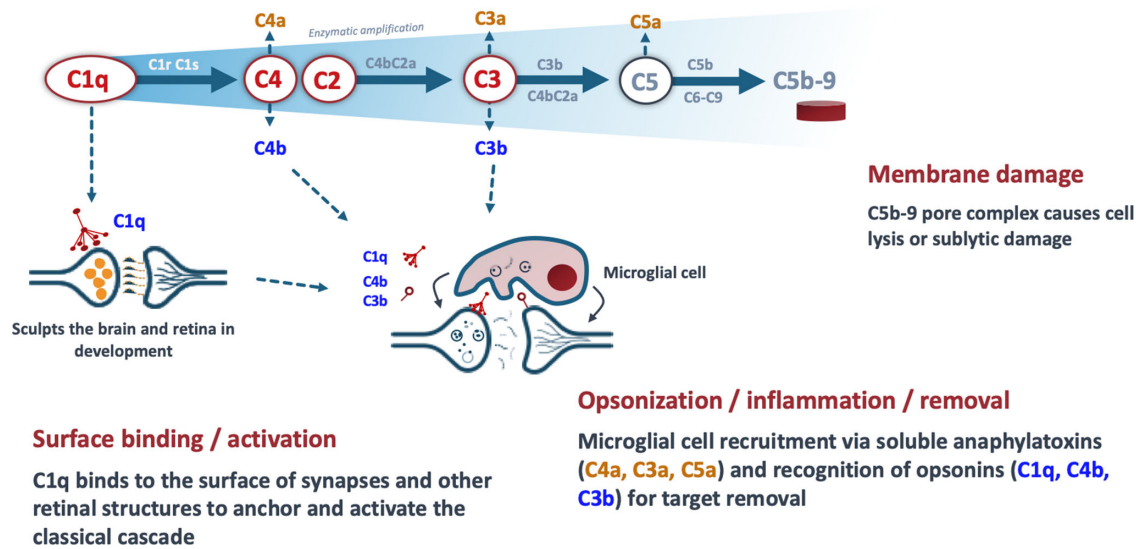 C4a
Enzymatic amplification
C3a
C5a
C1q
C1r C1s
C4
C2
C4bC2a
C3
C3b
C4bC2a
C5
C5b
C6-C9
C5b-9
C4b
C3b
Membrane damage
C5b-9 pore complex causes cell
lysis or sublytic damage
C1q
C1q
C4b
C3b
Microglial cell
Sculpts the brain and retina in
development
Surface binding / activation
C1q binds to the surface of synapses and other
retinal structures to anchor and activate the
classical cascade
Opsonization / inflammation / removal
Microglial cell recruitment via soluble anaphylatoxins
(C4a, C3a, C5a) and recognition of opsonins (C1q, C4b,
C3b) for target removal